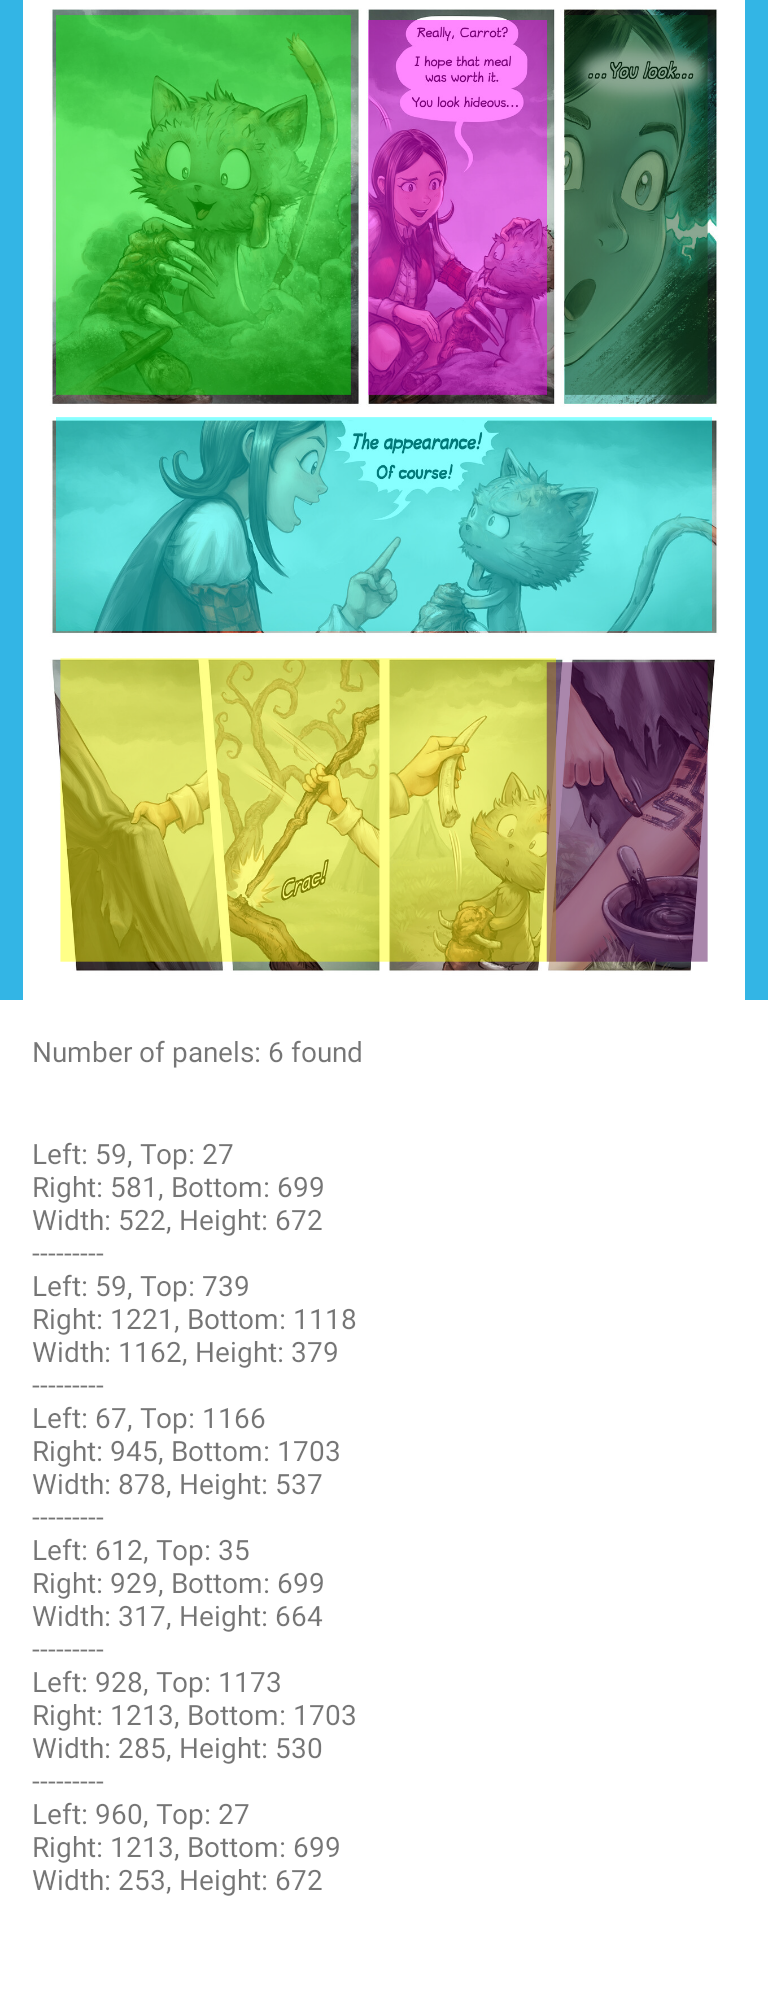 Really, Carrot?
I hope that meal
was worth it.
You look hideous...
...You look...
The appearance!
Of course!
Crac!
Number of panels: 6 found
Left: 59, Top: 27
Right: 581, Bottom: 699
Width: 522, Height: 672
---------
Left: 59, Top: 739
Right: 1221, Bottom: 1118
Width: 1162, Height: 379
---------
Left: 67, Top: 1166
Right: 945, Bottom: 1703
Width: 878, Height: 537
---------
Left: 612, Top: 35
Right: 929, Bottom: 699
Width: 317, Height: 664
---------
Left: 928, Top: 1173
Right: 1213, Bottom: 1703
Width: 285, Height: 530
---------
Left: 960, Top: 27
Right: 1213, Bottom: 699
Width: 253, Height: 672